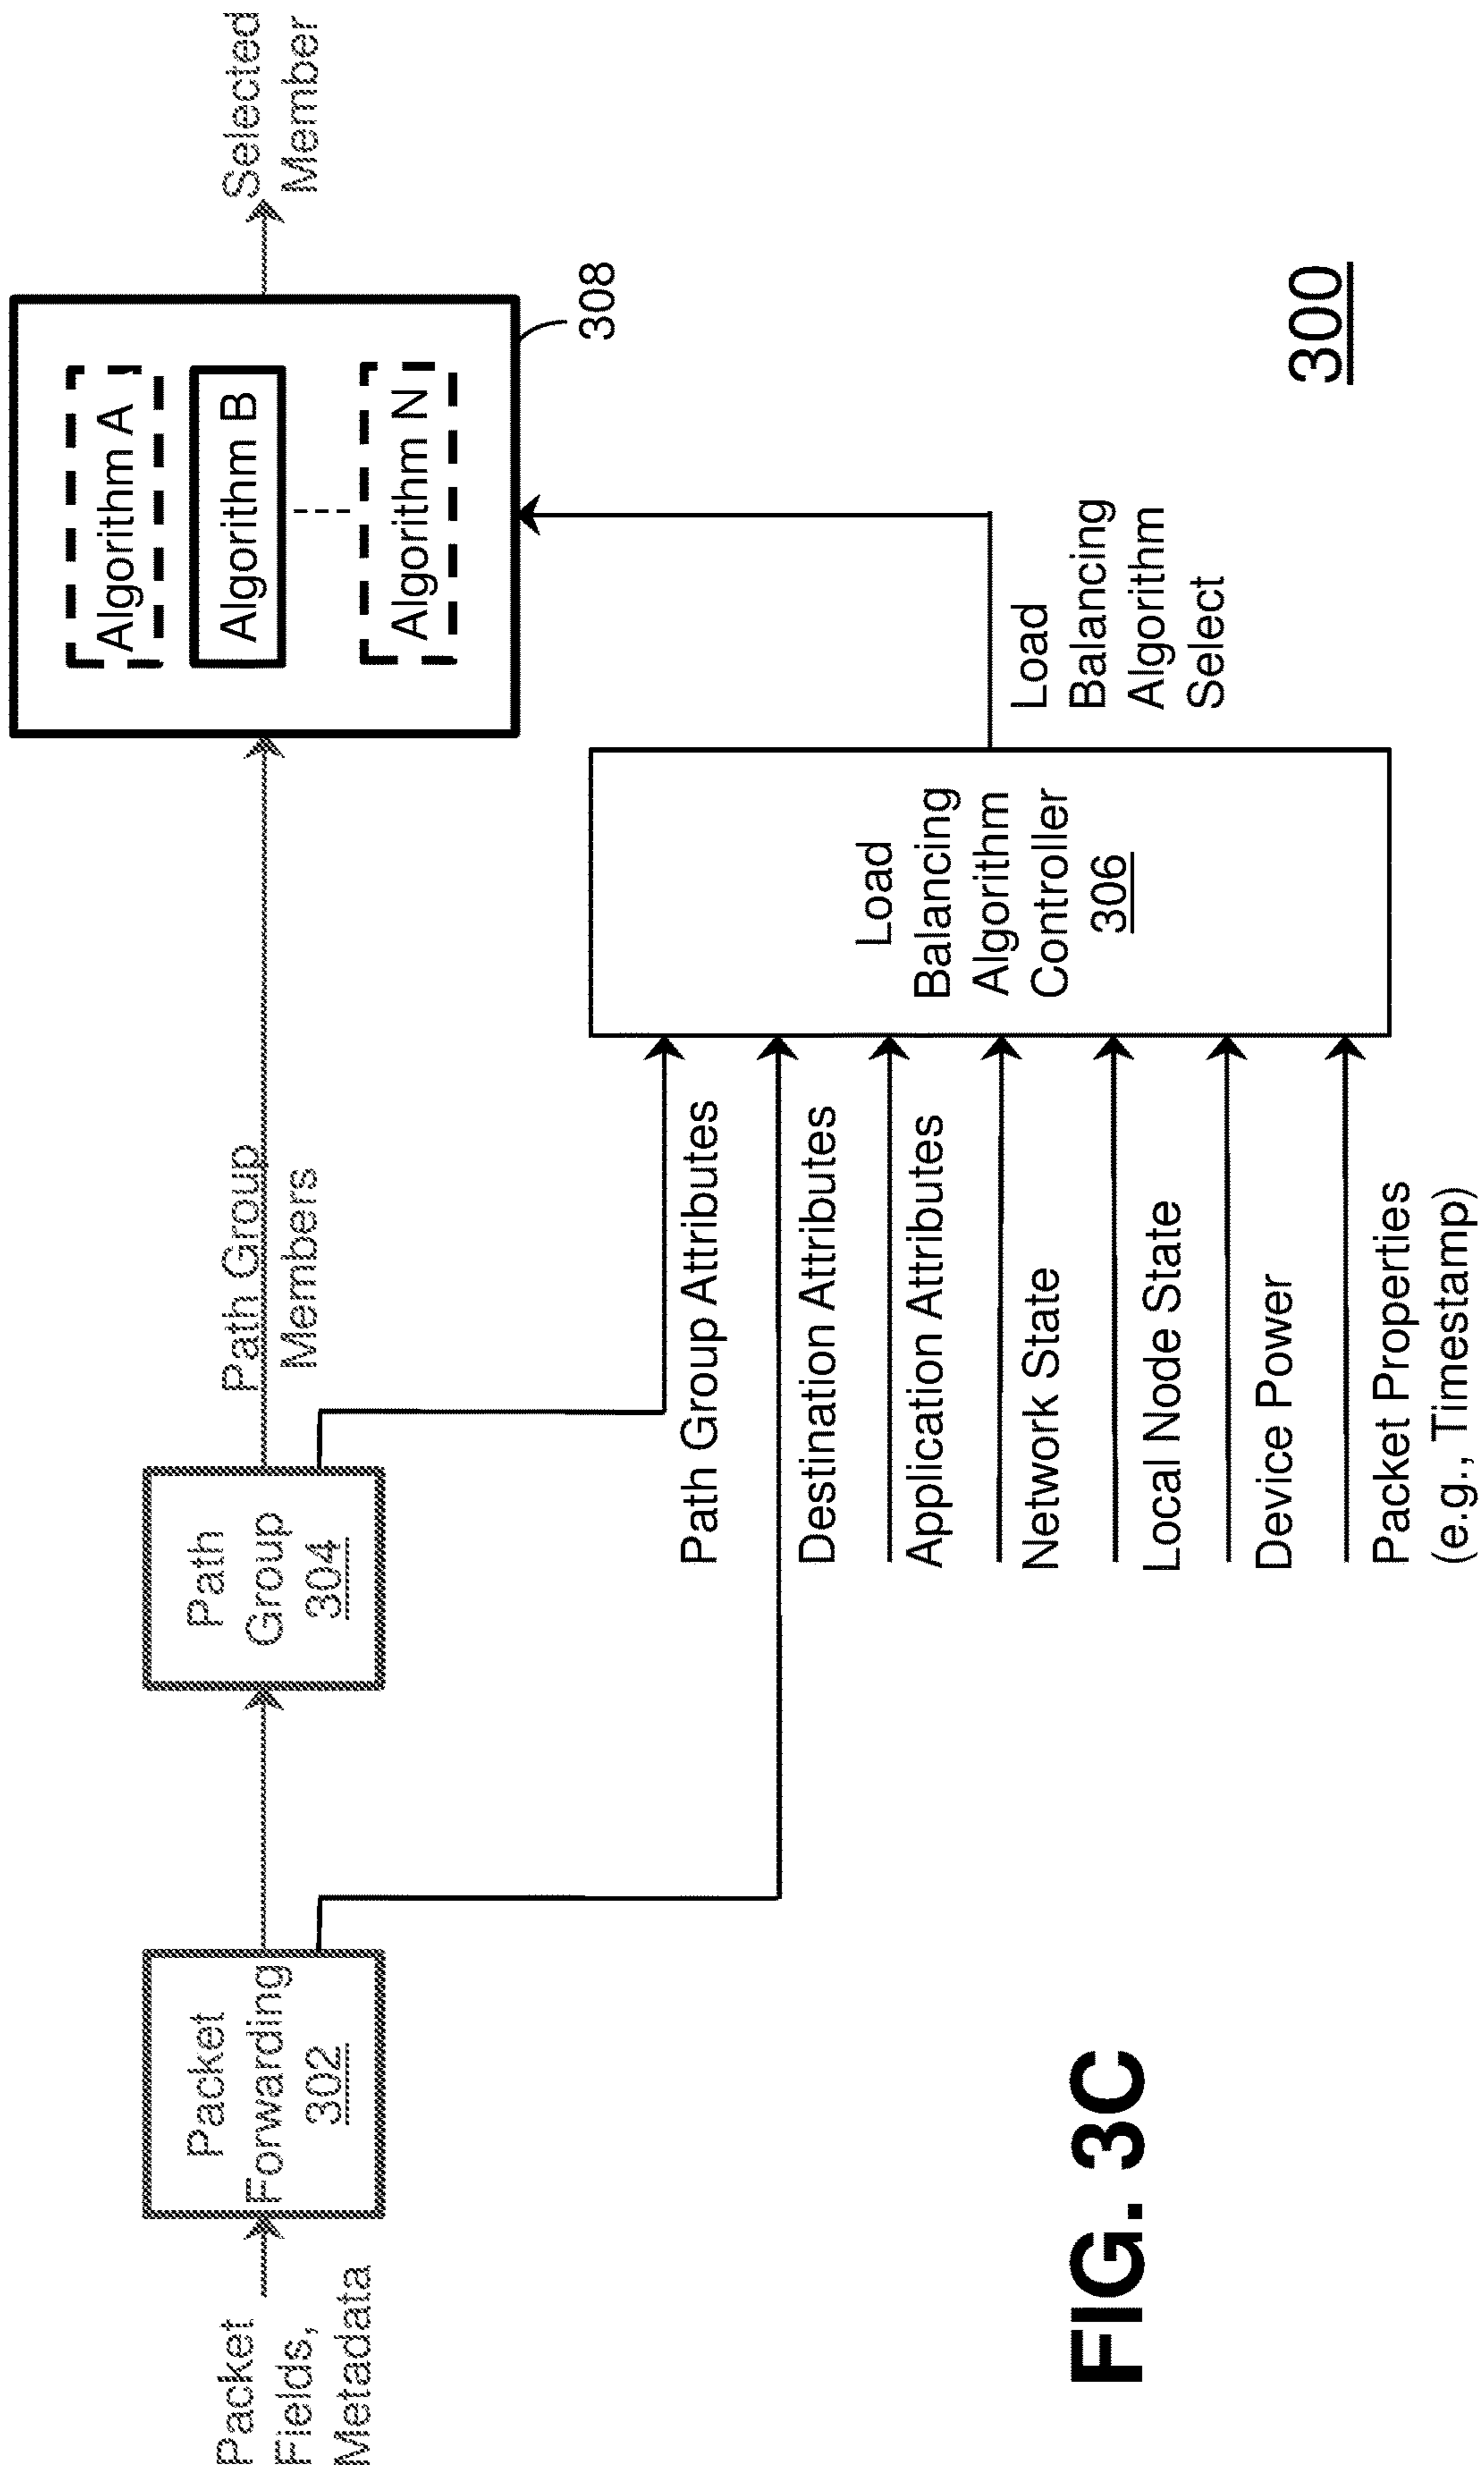 Packet
Fields,
Metadata
Packet
Forwarding
302
Path
Group
304
Path Group
Members
Algorithm A
Algorithm B
Algorithm N
308
Selected
Member
Path Group Attributes
Destination Attributes
Application Attributes
Network State
Local Node State
Device Power
Packet Properties
(e.g., Timestamp)
Load
Balancing
Algorithm
Controller
306
Load
Balancing
Algorithm
Select
300
FIG. 3C